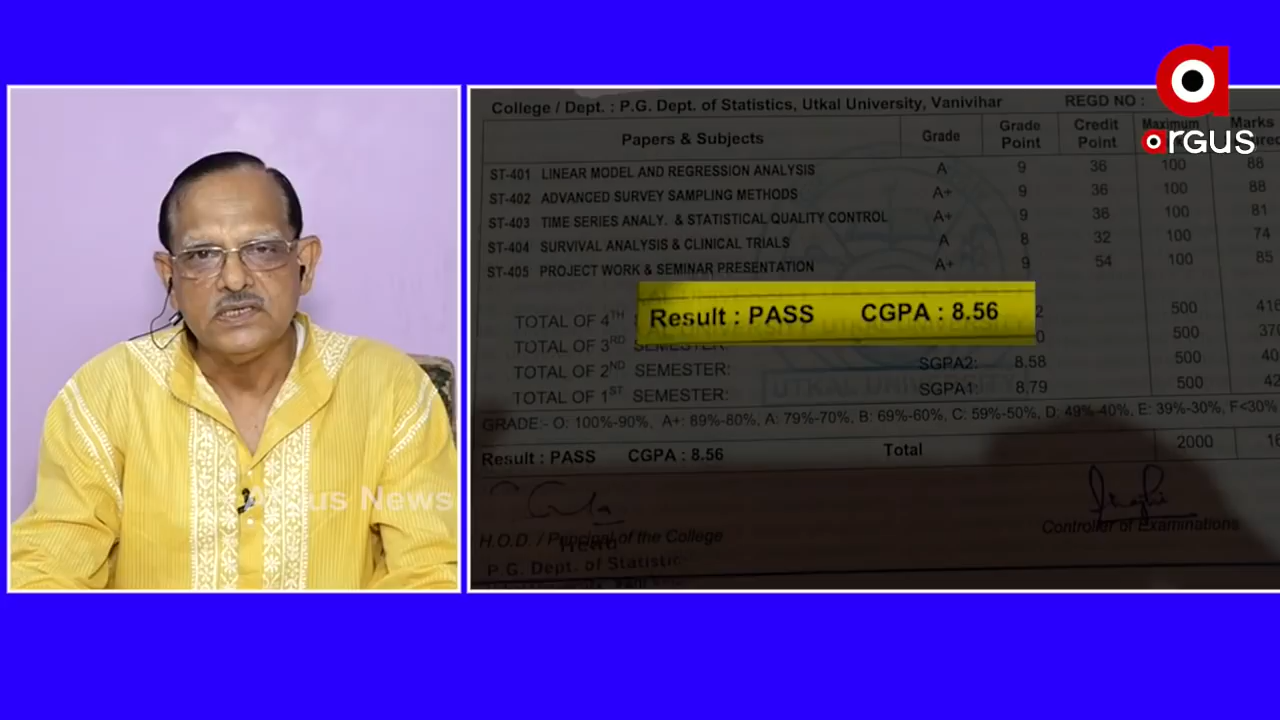 argus
Argus News
College / Dept. : P.G. Dept. of Statistics, Utkal University, Vanivihar REGD NO :
Papers & Subjects Grade Grade Point Credit Point Maximum Marks
ST-401 LINEAR MODEL AND REGRESSION ANALYSIS A 9 36 100 88
ST-402 ADVANCED SURVEY SAMPLING METHODS A+ 9 36 100 88
ST-403 TIME SERIES ANALY. & STATISTICAL QUALITY CONTROL A+ 9 36 100 81
ST-404 SURVIVAL ANALYSIS & CLINICAL TRIALS A 8 32 100 74
ST-405 PROJECT WORK & SEMINAR PRESENTATION A+ 9 54 100 85
Result : PASS CGPA : 8.56
TOTAL OF 4TH 2 500
TOTAL OF 3RD SEMESTER: 0 500
TOTAL OF 2ND SEMESTER: SGPA2: 8.58 500
TOTAL OF 1ST SEMESTER: SGPA1: 8.79 500
UTKAL UNIVERSITY
GRADE:- O: 100%-90%, A+: 89%-80%, A: 79%-70%, B: 69%-60%, C: 59%-50%, D: 49%-40%, E: 39%-30%, F<30%
Result : PASS CGPA : 8.56 Total 2000
Controller of Examinations
H.O.D. / Principal of the College
Head
P.G. Dept. of Statistic